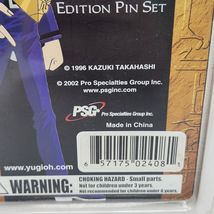 EDITION PIN SET
© 1996 KAZUKI TAKAHASHI
© 2002 Pro Specialties Group Inc.
www.psginc.com
PSG Pro Specialties Group Inc.
Made in China
www.yugioh.com
6 57175 02408 1
WARNING: CHOKING HAZARD - Small parts.
Not for children under 3 years.
Not recommended for children under 8 years.